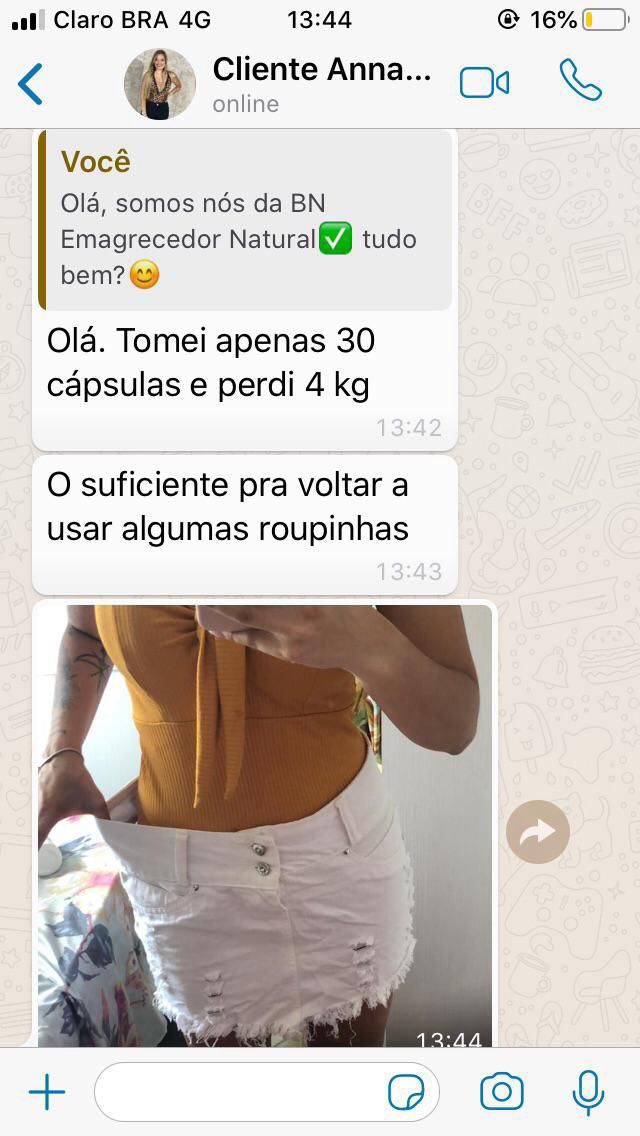 Claro BRA 4G 13:44 16%
Cliente Anna...
online
Você
Olá, somos nós da BN
Emagrecedor Natural✅ tudo
bem?😊
Olá. Tomei apenas 30
cápsulas e perdi 4 kg
13:42
O suficiente pra voltar a
usar algumas roupinhas
13:43
13:44